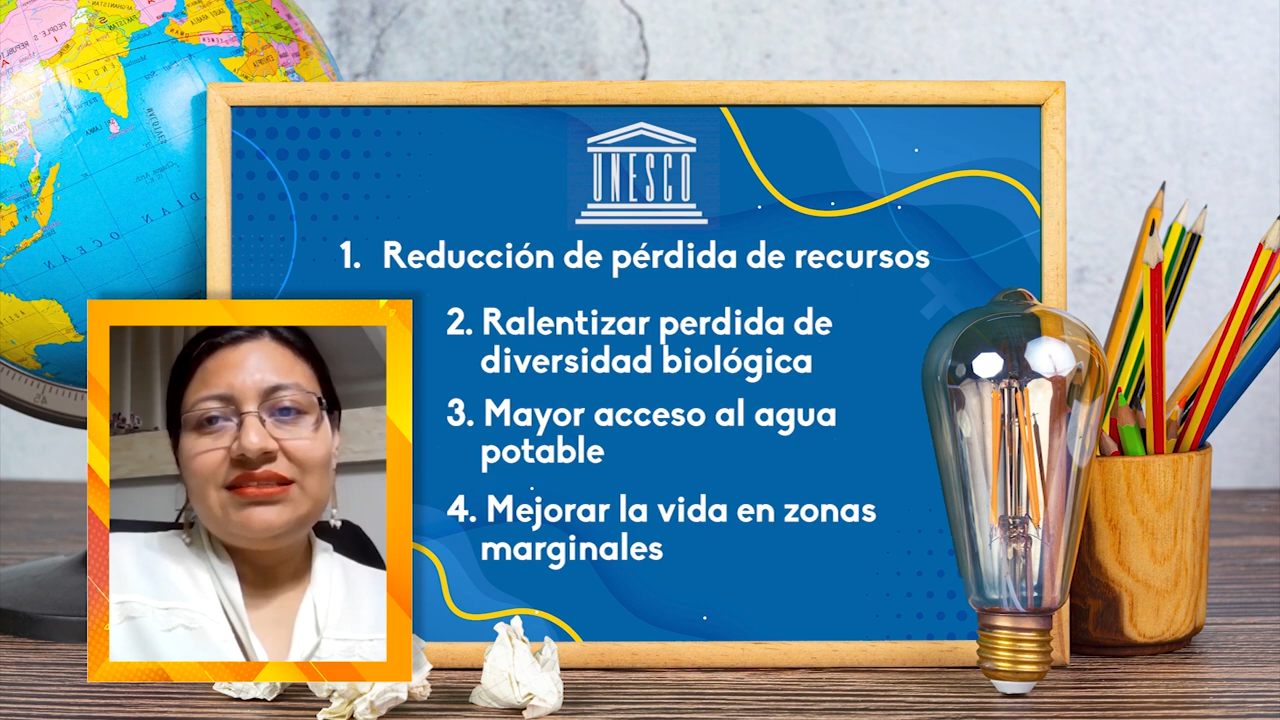 UNESCO
1. Reducción de pérdida de recursos
2. Ralentizar perdida de
diversidad biológica
3. Mayor acceso al agua
potable
4. Mejorar la vida en zonas
marginales